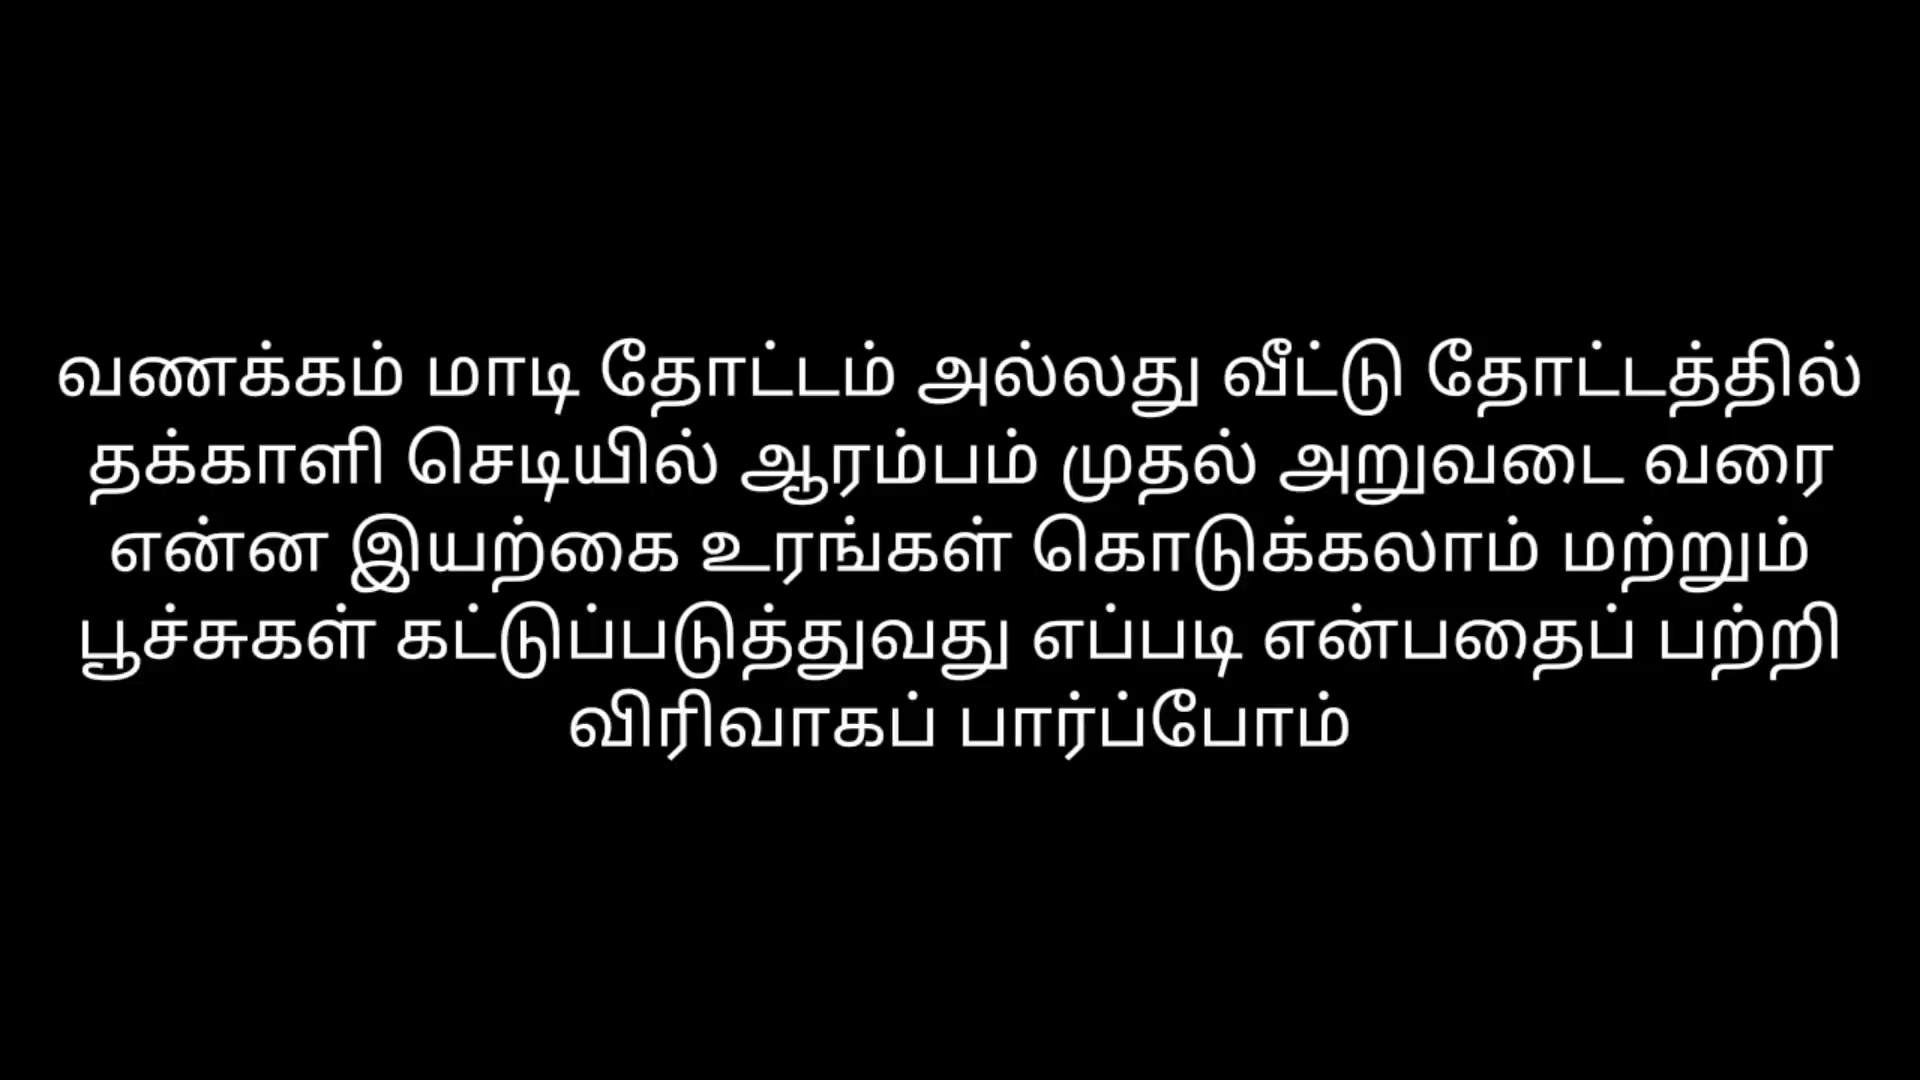 வணக்கம் மாடி தோட்டம் அல்லது வீட்டு தோட்டத்தில்
தக்காளி செடியில் ஆரம்பம் முதல் அறுவடை வரை
என்ன இயற்கை உரங்கள் கொடுக்கலாம் மற்றும்
பூச்சுகள் கட்டுப்படுத்துவது எப்படி என்பதைப் பற்றி
விரிவாகப் பார்ப்போம்